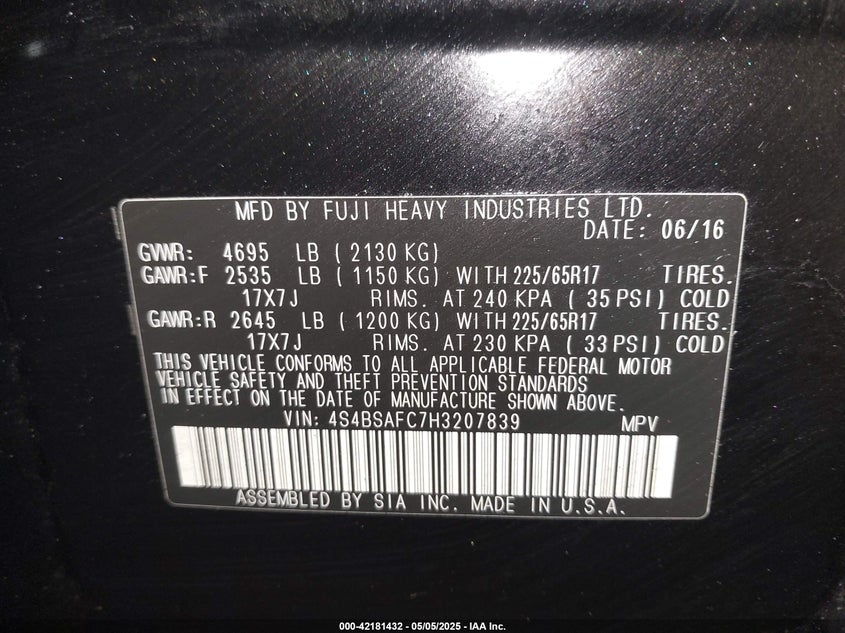 MFD BY FUJI HEAVY INDUSTRIES LTD.
DATE: 06/16
GVWR: 4695 LB ( 2130 KG)
GAWR:F 2535 LB ( 1150 KG) WITH 225/65R17 TIRES.
17X7J RIMS. AT 240 KPA ( 35 PSI) COLD
GAWR:R 2645 LB ( 1200 KG) WITH 225/65R17 TIRES.
17X7J RIMS. AT 230 KPA ( 33 PSI) COLD
THIS VEHICLE CONFORMS TO ALL APPLICABLE FEDERAL MOTOR
VEHICLE SAFETY AND THEFT PREVENTION STANDARDS
IN EFFECT ON THE DATE OF MANUFACTURE SHOWN ABOVE.
VIN: 4S4BSAFC7H3207839 MPV
ASSEMBLED BY SIA INC. MADE IN U.S.A.
000-42181432 - 05/05/2025 - IAA Inc.